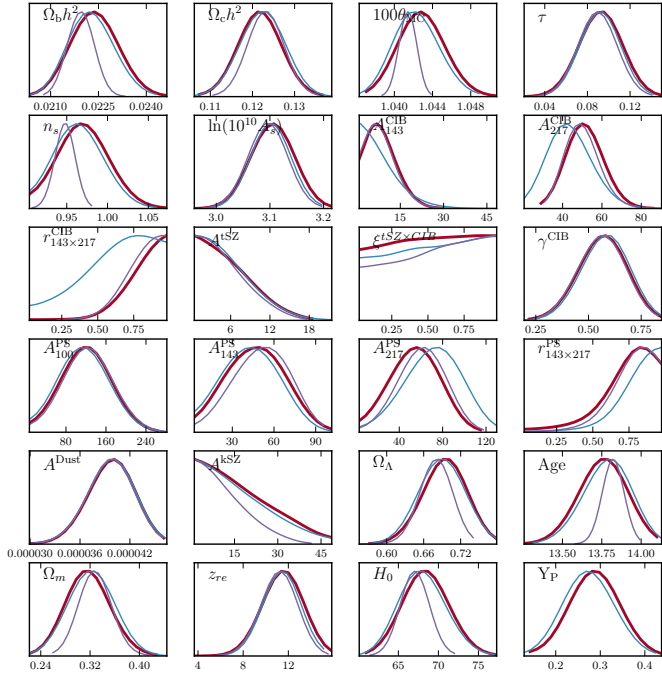 Ω_b h² Ω_c h² 100θ_MC τ
0.0210 0.0225 0.0240 0.11 0.12 0.13 1.040 1.044 1.048 0.04 0.08 0.12
n_s ln(10¹⁰ A_s) A^CIB_143 A^CIB_217
0.95 1.00 1.05 3.0 3.1 3.2 15 30 45 40 60 80
r^CIB_143×217 A^tSZ ξ^tSZ×CIB γ^CIB
0.25 0.50 0.75 6 12 18 0.25 0.50 0.75 0.25 0.50 0.75
A^PS_100 A^PS_143 A^PS_217 r^PS_143×217
80 160 240 30 60 90 40 80 120 0.00 0.25 0.50 0.75
A^Dust A^kSZ Ω_Λ Age
0.000030 0.000036 0.000042 15 30 45 0.60 0.66 0.72 13.50 13.75 14.00
Ω_m z_re H_0 Y_P
0.24 0.32 0.40 4 8 12 65 70 75 0.2 0.3 0.4